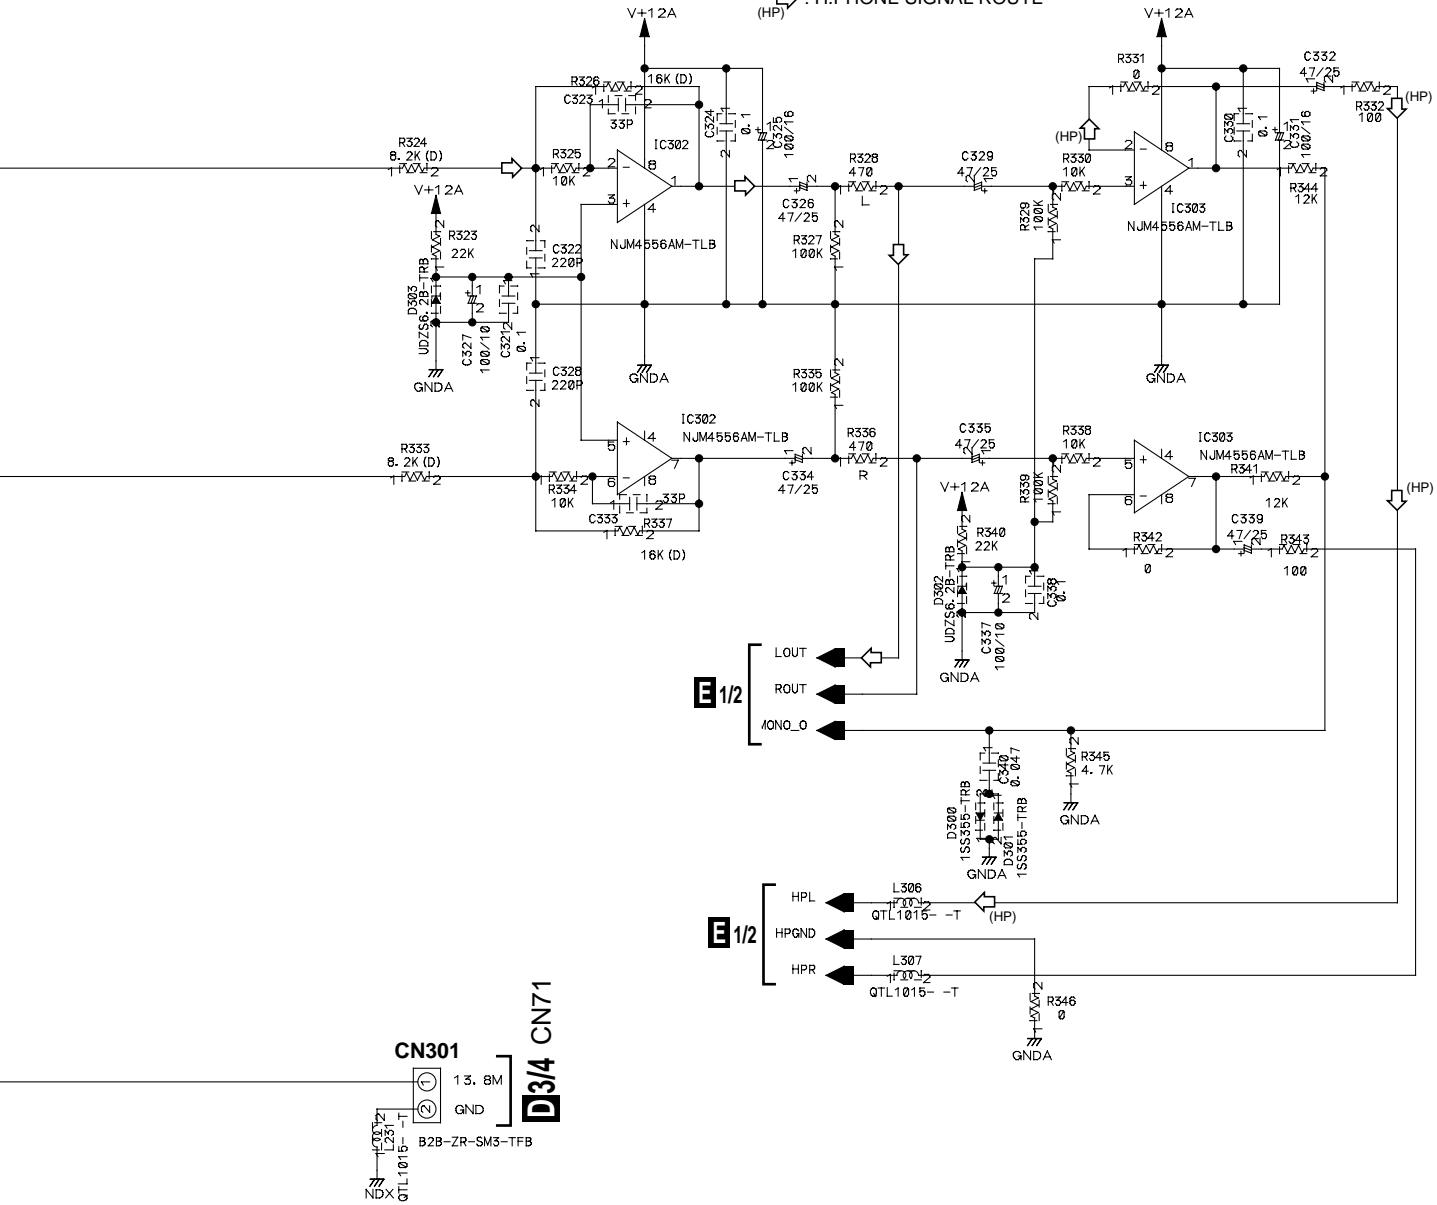 (HP) : H.PHONE SIGNAL ROUTE
V+12A
V+12A
R326
16K(D)
C323
33P
C324
0.1
C325
100/16
IC302
R324
8.2K(D)
R325
10K
V+12A
R323
22K
D303
UDZS6.2B-TRB
C327
100/10
C321
0.1
GNDA
C322
220P
C328
220P
NJM4556AM-TLB
C326
47/25
R327
100K
R328
470
L
C329
47/25
R330
10K
R329
100K
(HP)
R331
0
C332
47/25
R332
100
(HP)
C330
0.1
C331
100/16
R344
12K
IC303
NJM4556AM-TLB
GNDA
GNDA
R335
100K
IC302
NJM4556AM-TLB
R333
8.2K(D)
R334
10K
C333
33P
R337
16K(D)
C334
47/25
R336
470
R
C335
47/25
R338
10K
R339
100K
IC303
NJM4556AM-TLB
R341
12K
(HP)
V+12A
R340
22K
D302
UDZS6.2B-TRB
C337
100/10
C338
0.1
GNDA
R342
0
C339
47/25
R343
100
E 1/2
LOUT
ROUT
MONO_O
C340
0.047
R345
4.7K
GNDA
D300
1SS355-TRB
D301
1SS355-TRB
GNDA
E 1/2
HPL
L306
QTL1015- -T
(HP)
HPGND
HPR
L307
QTL1015- -T
R346
0
GNDA
CN301
1 13.8M
2 GND
D3/4 CN71
B2B-ZR-SM3-TFB
L231
QTL1015- -T
NDX